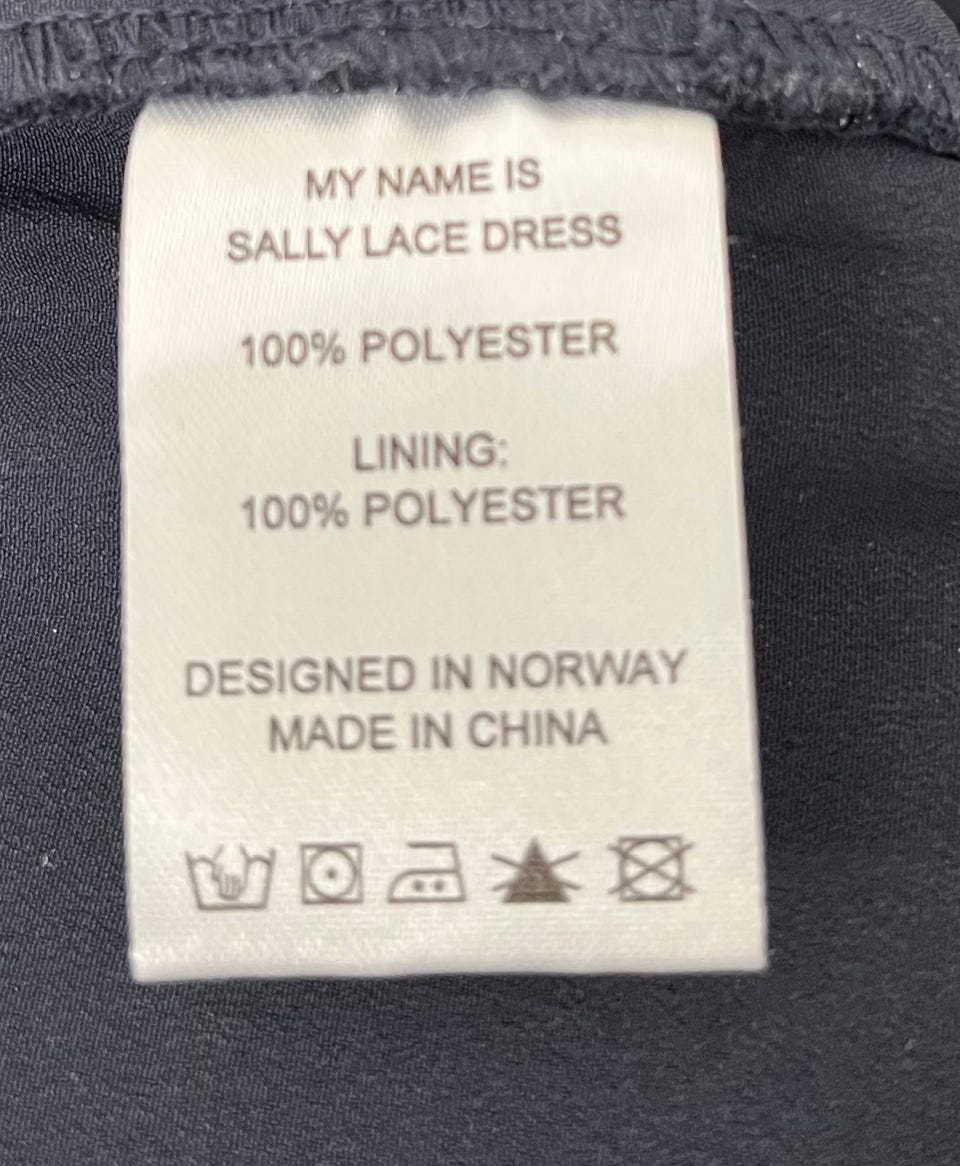 MY NAME IS
SALLY LACE DRESS
100% POLYESTER
LINING:
100% POLYESTER
DESIGNED IN NORWAY
MADE IN CHINA